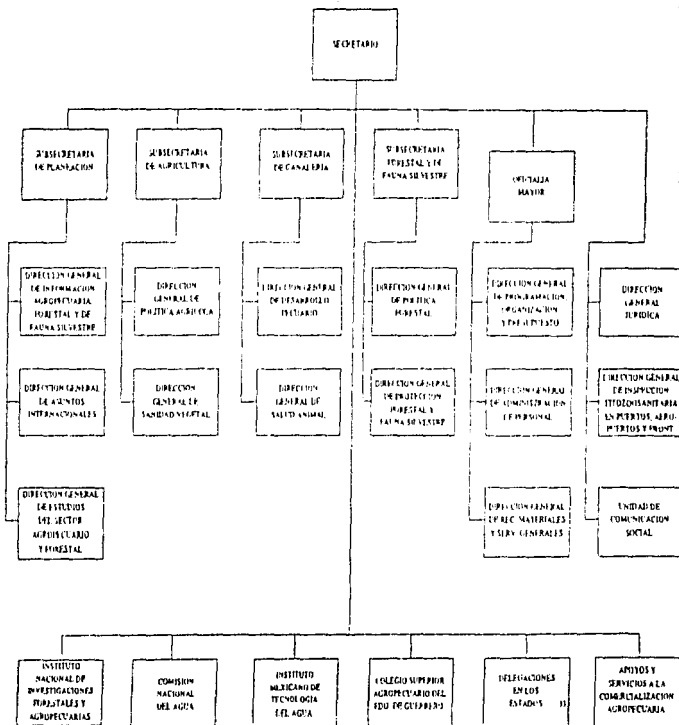 SECRETARIO
SUBSECRETARIA
DE PLANEACION
SUBSECRETARIA
DE AGRICULTURA
SUBSECRETARIA
DE GANADERIA
SUBSECRETARIA
FORESTAL Y DE
FAUNA SILVESTRE
OFICIALIA
MAYOR
DIRECCION GENERAL
DE INFORMACION
AGROPECUARIA
FORESTAL Y DE
FAUNA SILVESTRE
DIRECCION
GENERAL DE
POLITICA AGRICOLA
DIRECCION GENERAL
DE DESARROLLO
PECUARIO
DIRECCION GENERAL
DE POLITICA
FORESTAL
DIRECCION GENERAL
DE PROGRAMACION,
ORGANIZACION
Y PRESUPUESTO
DIRECCION
GENERAL
JURIDICA
DIRECCION GENERAL
DE ASUNTOS
INTERNACIONALES
DIRECCION
GENERAL DE
SANIDAD VEGETAL
DIRECCION
GENERAL DE
SALUD ANIMAL
DIRECCION GENERAL
DE PROTECCION
FORESTAL Y
FAUNA SILVESTRE
DIRECCION GENERAL
DE ADMINISTRACION
DE PERSONAL
DIRECCION GENERAL
DE INSPECCION
FITOZOOSANITARIA
EN PUERTOS, AERO-
PUERTOS Y FRONT
DIRECCION GENERAL
DE ESTUDIOS
DEL SECTOR
AGROPECUARIO
Y FORESTAL
DIRECCION GENERAL
DE REC. MATERIALES
Y SERV. GENERALES
UNIDAD DE
COMUNICACION
SOCIAL
INSTITUTO
NACIONAL DE
INVESTIGACIONES
FORESTALES Y
AGROPECUARIAS
COMISION
NACIONAL
DEL AGUA
INSTITUTO
MEXICANO DE
TECNOLOGIA
DEL AGUA
COLEGIO SUPERIOR
AGROPECUARIO DEL
EDO. DE GUERRERO
DELEGACIONES
EN LOS
ESTADOS 33
APOYOS Y
SERVICIOS A LA
COMERCIALIZACION
AGROPECUARIA